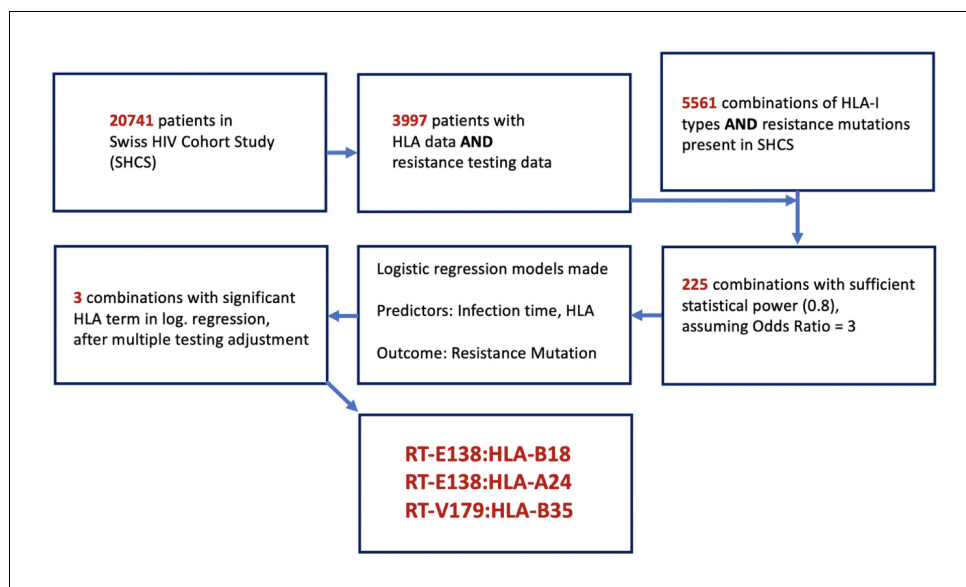 20741 patients in
Swiss HIV Cohort Study
(SHCS)
3997 patients with
HLA data AND
resistance testing data
5561 combinations of HLA-I
types AND resistance mutations
present in SHCS
225 combinations with sufficient
statistical power (0.8),
assuming Odds Ratio = 3
Logistic regression models made
Predictors: Infection time, HLA
Outcome: Resistance Mutation
3 combinations with significant
HLA term in log. regression,
after multiple testing adjustment
RT-E138:HLA-B18
RT-E138:HLA-A24
RT-V179:HLA-B35